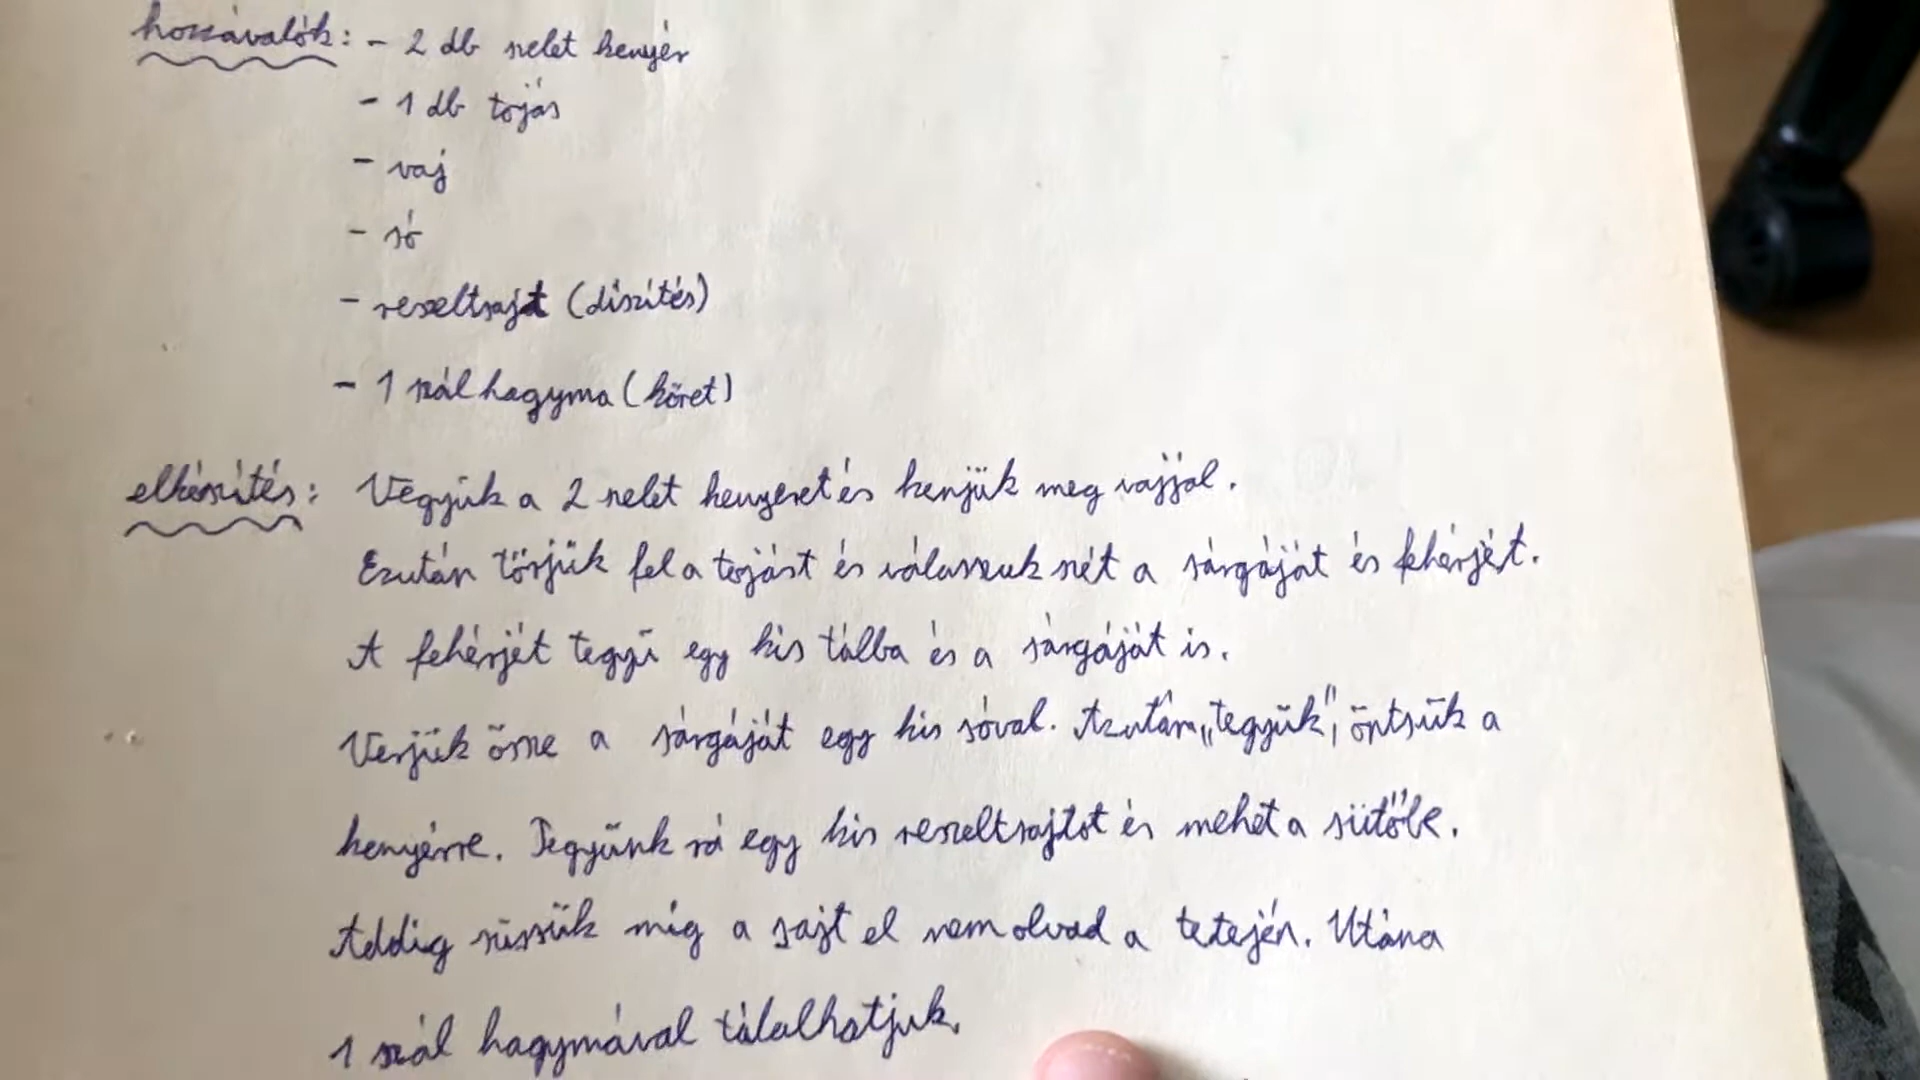 hozzávalók: - 2 db szelet kenyér
- 1 db tojás
- vaj
- só
- reszeltsajt (díszítés)
- 1 szál hagyma (köret)
elkészítés: Vegyük a 2 szelet kenyeret és kenjük meg vajjal.
Ezután törjük fel a tojást és válasszuk szét a sárgáját és fehérjét.
A fehérjét tegyü egy kis tálba és a sárgáját is.
Verjük össze a sárgáját egy kis sóval. Azután „tegyük", öntsük a
kenyérre. Tegyünk rá egy kis reszeltsajtot és mehet a sütőbe.
Addig süssük míg a sajt el nem olvad a tetején. Utána
1 szál hagymával tálalhatjuk.